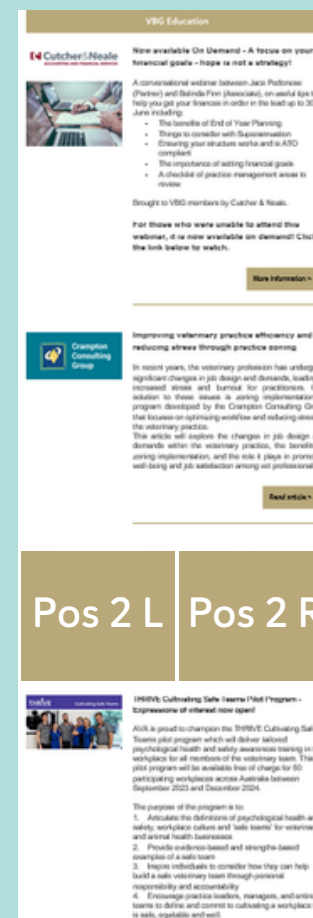 VBG Education
Cutcher & Neale
ACCOUNTING AND FINANCIAL SERVICES
Now available On Demand - A focus on your
financial goals - hope is not a strategy!
A conversational webinar between Jace
(Partner) and Belinda Finn (Associate), on useful tips t
help you get your finances in order in the lead up to 30
June including:
- The benefits of End of Year Planning
- Things to consider with Superannuation
- Ensuring your structure works and is ATO
compliant
- The importance of setting financial goals
- A checklist of practice management areas to
review
Brought to VBG members by Cutcher & Neale.
For those who were unable to attend this
webinar, it is now available on demand! Click
the link below to watch.
More Information >
Crampton
Consulting
Group
Improving veterinary practice efficiency and
reducing stress through practice zoning
In recent years, the veterinary profession has underg
significant changes in job design and demands, leadin
increased stress and burnout for practitioners.
solution to these issues is zoning implementation
program developed by the Crampton Consulting Gr
that focuses on optimizing workflow and reducing stres
the veterinary practice.
This article will explore the changes in job design
demands within the veterinary practice, the benefits
zoning implementation, and the role it plays in promo
well-being and job satisfaction among vet professional
Read article >
Pos 2 L
Pos 2 R
THRIVE
Cultivating Safe Teams
THRIVE Cultivating Safe Teams Pilot Program -
Expressions of interest now open!
AVA is proud to champion the THRIVE Cultivating Safe
Teams pilot program which will deliver tailored
psychological health and safety awareness training in t
workplace for all members of the veterinary team. The
pilot program will be available free of charge for 50
participating workplaces across Australia between
September 2023 and December 2024.
The purpose of the program is to:
1. Articulate the definitions of psychological health an
safety, workplace culture and 'safe teams' for veterinar
and animal health businesses
2. Provide evidence-based and strengths-based
examples of a safe team
3. Inspire individuals to consider how they can help
build a safe veterinary team through personal
responsibility and accountability
4. Encourage practice leaders, managers, and entire
teams to define and commit to cultivating a workplace
is safe, equitable and well.